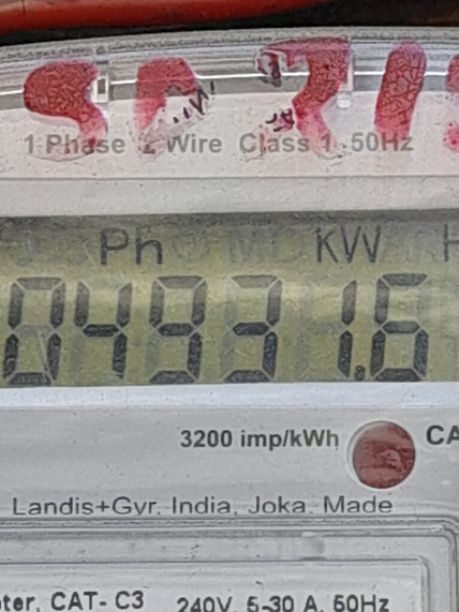 1 Phase 2 Wire Class 1 50Hz
Ph KW H
04931.6
3200 imp/kWh CA
Landis+Gyr, India, Joka, Made
ter, CAT- C3 240V 5-30 A, 50Hz